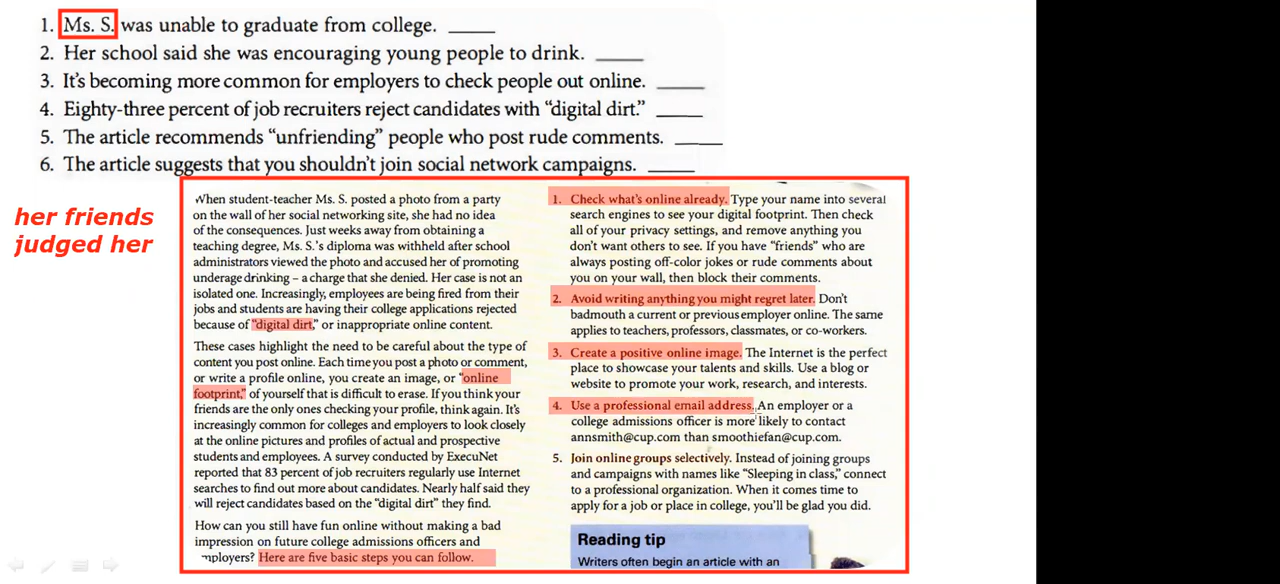 1. Ms. S. was unable to graduate from college. ____
2. Her school said she was encouraging young people to drink. ____
3. It's becoming more common for employers to check people out online. ____
4. Eighty-three percent of job recruiters reject candidates with “digital dirt.” ____
5. The article recommends “unfriending” people who post rude comments. ____
6. The article suggests that you shouldn't join social network campaigns. ____
her friends
judged her
When student-teacher Ms. S. posted a photo from a party
on the wall of her social networking site, she had no idea
of the consequences. Just weeks away from obtaining a
teaching degree, Ms. S.'s diploma was withheld after school
administrators viewed the photo and accused her of promoting
underage drinking – a charge that she denied. Her case is not an
isolated one. Increasingly, employees are being fired from their
jobs and students are having their college applications rejected
because of “digital dirt,” or inappropriate online content.
These cases highlight the need to be careful about the type of
content you post online. Each time you post a photo or comment,
or write a profile online, you create an image, or “online
footprint,” of yourself that is difficult to erase. If you think your
friends are the only ones checking your profile, think again. It's
increasingly common for colleges and employers to look closely
at the online pictures and profiles of actual and prospective
students and employees. A survey conducted by ExecuNet
reported that 83 percent of job recruiters regularly use Internet
searches to find out more about candidates. Nearly half said they
will reject candidates based on the “digital dirt” they find.
How can you still have fun online without making a bad
impression on future college admissions officers and
mployers? Here are five basic steps you can follow.
1. Check what's online already. Type your name into several
search engines to see your digital footprint. Then check
all of your privacy settings, and remove anything you
don't want others to see. If you have “friends” who are
always posting off-color jokes or rude comments about
you on your wall, then block their comments.
2. Avoid writing anything you might regret later. Don't
badmouth a current or previous employer online. The same
applies to teachers, professors, classmates, or co-workers.
3. Create a positive online image. The Internet is the perfect
place to showcase your talents and skills. Use a blog or
website to promote your work, research, and interests.
4. Use a professional email address. An employer or a
college admissions officer is more likely to contact
annsmith@cup.com than smoothiefan@cup.com.
5. Join online groups selectively. Instead of joining groups
and campaigns with names like “Sleeping in class,” connect
to a professional organization. When it comes time to
apply for a job or place in college, you'll be glad you did.
Reading tip
Writers often begin an article with an